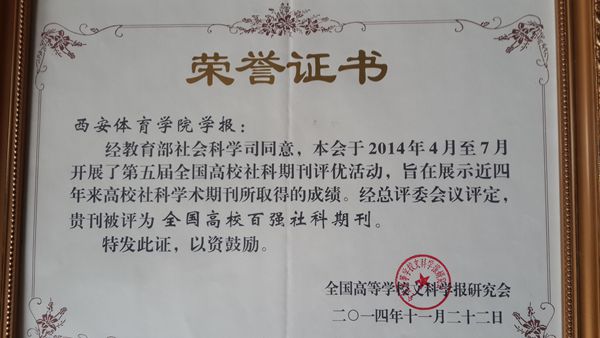 荣誉证书
西安体育学院学报：
经教育部社会科学司同意，本会于2014年4月至7月
开展了第五届全国高校社科期刊评优活动，旨在展示近四
年来高校社科学术期刊所取得的成绩。经总评委会议评定，
贵刊被评为 全国高校百强社科期刊。
特发此证，以资鼓励。
全国高等学校文科学报研究会
二〇一四年十一月二十二日